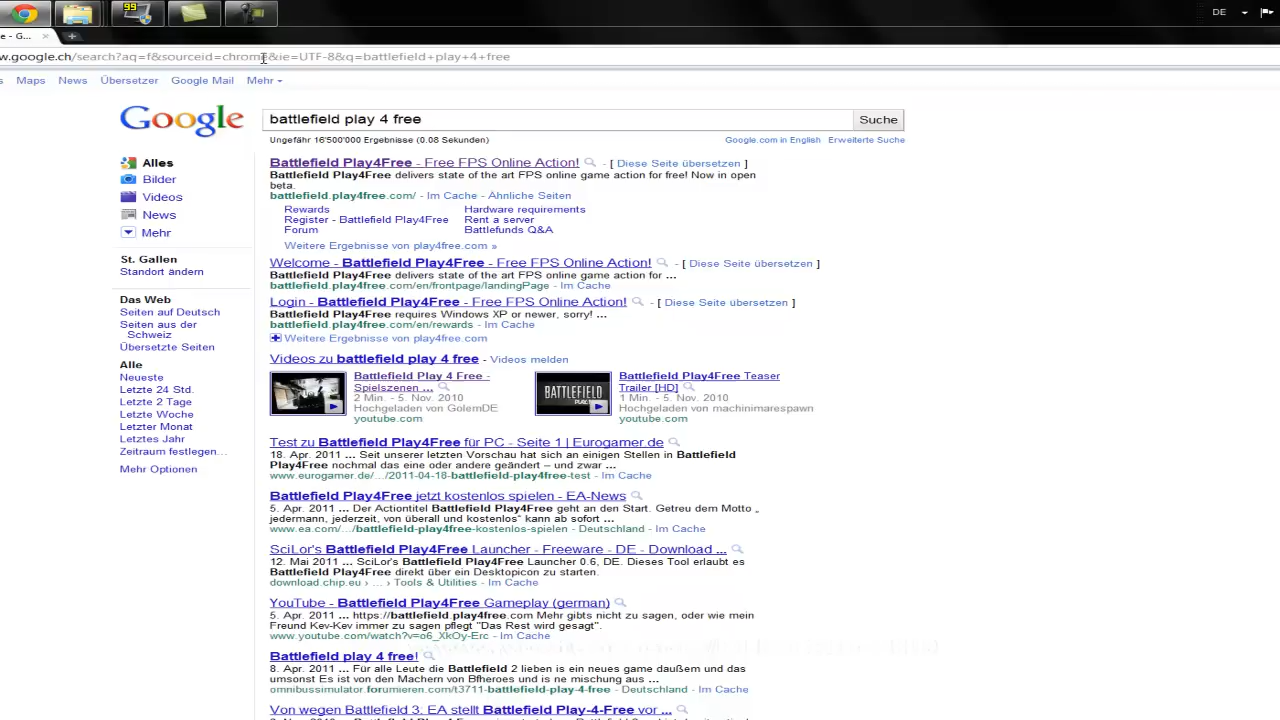 99
DE
e - G...
w.google.ch/search?aq=f&sourceid=chrome&ie=UTF-8&q=battlefield+play+4+free
s Maps News Übersetzer Google Mail Mehr
Google battlefield play 4 free Suche
Ungefähr 16'500'000 Ergebnisse (0.08 Sekunden) Google.com in English Erweiterte Suche
Alles
Bilder
Videos
News
Mehr
St. Gallen
Standort ändern
Das Web
Seiten auf Deutsch
Seiten aus der
Schweiz
Übersetzte Seiten
Alle
Neueste
Letzte 24 Std.
Letzte 2 Tage
Letzte Woche
Letzter Monat
Letztes Jahr
Zeitraum festlegen...
Mehr Optionen
Battlefield Play4Free - Free FPS Online Action! - [ Diese Seite übersetzen ]
Battlefield Play4Free delivers state of the art FPS online game action for free! Now in open
beta.
battlefield.play4free.com/ - Im Cache - Ähnliche Seiten
Rewards Hardware requirements
Register - Battlefield Play4Free Rent a server
Forum Battlefunds Q&A
Weitere Ergebnisse von play4free.com »
Welcome - Battlefield Play4Free - Free FPS Online Action! - [ Diese Seite übersetzen ]
Battlefield Play4Free delivers state of the art FPS online game action for ...
battlefield.play4free.com/en/frontpage/landingPage - Im Cache
Login - Battlefield Play4Free - Free FPS Online Action! - [ Diese Seite übersetzen ]
Battlefield Play4Free requires Windows XP or newer, sorry! ...
battlefield.play4free.com/en/rewards - Im Cache
Weitere Ergebnisse von play4free.com
Videos zu battlefield play 4 free - Videos melden
Battlefield Play 4 Free -
Spielszenen ...
2 Min. - 5. Nov. 2010
Hochgeladen von GolemDE
youtube.com
BATTLEFIELD
Battlefield Play4Free Teaser
Trailer [HD]
1 Min. - 5. Nov. 2010
Hochgeladen von machinimarespawn
youtube.com
Test zu Battlefield Play4Free für PC - Seite 1 | Eurogamer.de
18. Apr. 2011 ... Seit unserer letzten Vorschau hat sich an einigen Stellen in Battlefield
Play4Free nochmal das eine oder andere geändert – und zwar ...
www.eurogamer.de/.../2011-04-18-battlefield-play4free-test - Im Cache
Battlefield Play4Free jetzt kostenlos spielen - EA-News
5. Apr. 2011 ... Der Actiontitel Battlefield Play4Free geht an den Start. Getreu dem Motto „
jedermann, jederzeit, von überall und kostenlos“ kann ab sofort ...
www.ea.com/.../battlefield-play4free-kostenlos-spielen - Deutschland - Im Cache
SciLor's Battlefield Play4Free Launcher - Freeware - DE - Download ...
12. Mai 2011 ... SciLor's Battlefield Play4Free Launcher 0.6, DE. Dieses Tool erlaubt es
Battlefield Play4Free direkt über ein Desktopicon zu starten.
download.chip.eu › ... › Tools & Utilities - Im Cache
YouTube - Battlefield Play4Free Gameplay (german)
5. Apr. 2011 ... https://battlefield.play4free.com Mehr gibts nicht zu sagen, oder wie mein
Freund Kev-Kev immer zu sagen pflegt "Das Rest wird gesagt".
www.youtube.com/watch?v=o6_XkOy-Erc - Im Cache
Battlefield play 4 free!
8. Apr. 2011 ... Für alle Leute die Battlefield 2 lieben is ein neues game daußem und das
umsonst Es ist von den Machern von Bfheroes und is ne mischung aus ...
omnibussimulator.forumieren.com/t3711-battlefield-play-4-free - Deutschland - Im Cache
Von wegen Battlefield 3: EA stellt Battlefield Play-4-Free vor ...